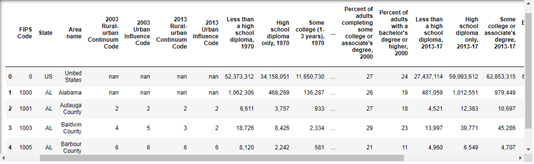 FIPS
Code
State
Area
name
2003
Rural-
urban
Continuum
Code
2003
Urban
Influence
Code
2013
Rural-
urban
Continuum
Code
2013
Urban
Influence
Code
Less than
a high
school
diploma,
1970
High
school
diploma
only, 1970
Some
college (1-
3 years),
1970
...
Percent of
adults
completing
some
college or
associate's
degree,
2000
Percent of
adults with
a
bachelor's
degree or
higher,
2000
Less than
a high
school
diploma,
2013-17
High
school
diploma
only,
2013-17
Some
college or
associate's
degree,
2013-17
0 0 US United States nan nan nan nan 52,373,312 34,158,051 11,650,730 ... 27 24 27,437,114 59,093,612 62,853,315
1 1000 AL Alabama nan nan nan nan 1,062,306 468,269 136,287 ... 26 19 481,059 1,012,551 979,449
2 1001 AL Autauga County 2 2 2 2 6,611 3,757 933 ... 27 18 4,521 12,363 10,697
3 1003 AL Baldwin County 4 5 3 2 18,726 8,426 2,334 ... 29 23 13,997 39,771 45,286
4 1005 AL Barbour County 6 6 6 6 8,120 2,242 581 ... 21 11 4,960 6,547 4,707